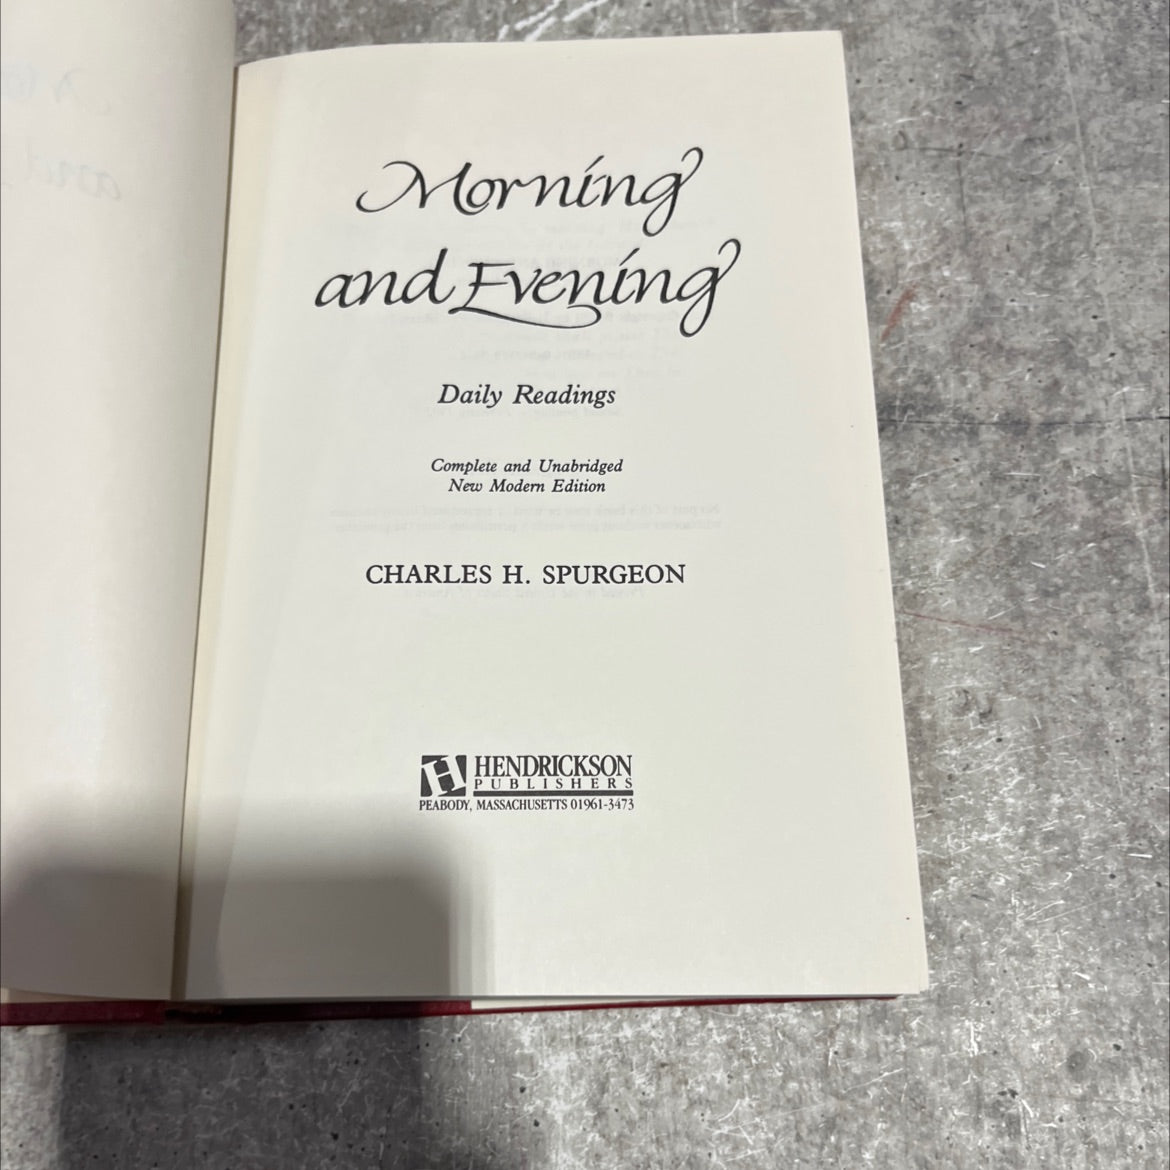 Morning
and Evening
Daily Readings
Complete and Unabridged
New Modern Edition
CHARLES H. SPURGEON
H HENDRICKSON
PUBLISHERS
PEABODY, MASSACHUSETTS 01961-3473